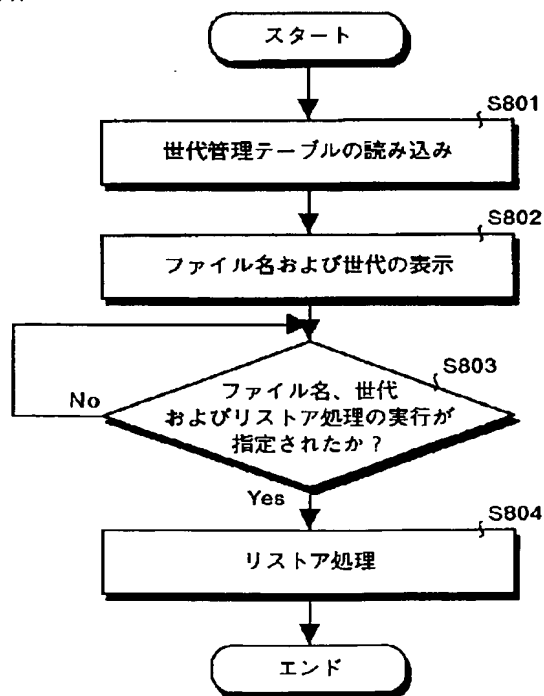 スタート
S801
世代管理テーブルの読み込み
S802
ファイル名および世代の表示
S803
ファイル名、世代
およびリストア処理の実行が
指定されたか？
No
Yes
S804
リストア処理
エンド